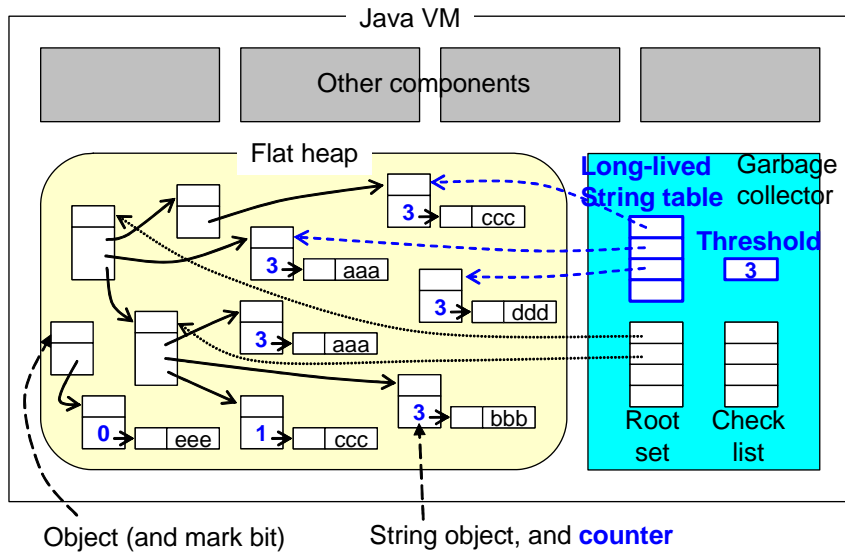 Java VM
Other components
Flat heap
Long-lived
String table
Garbage
collector
3
ccc
Threshold
3
3
aaa
3
ddd
3
aaa
0
eee
1
ccc
3
bbb
Root
set
Check
list
Object (and mark bit)
String object, and counter